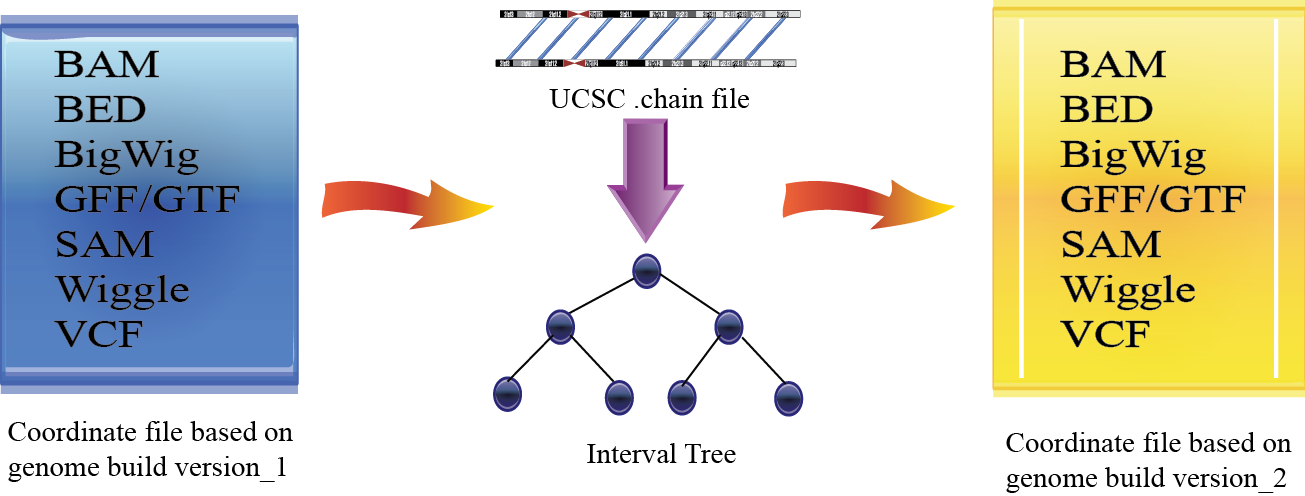 BAM
BED
BigWig
GFF/GTF
SAM
Wiggle
VCF
Coordinate file based on
genome build version_1
UCSC .chain file
Interval Tree
BAM
BED
BigWig
GFF/GTF
SAM
Wiggle
VCF
Coordinate file based on
genome build version_2